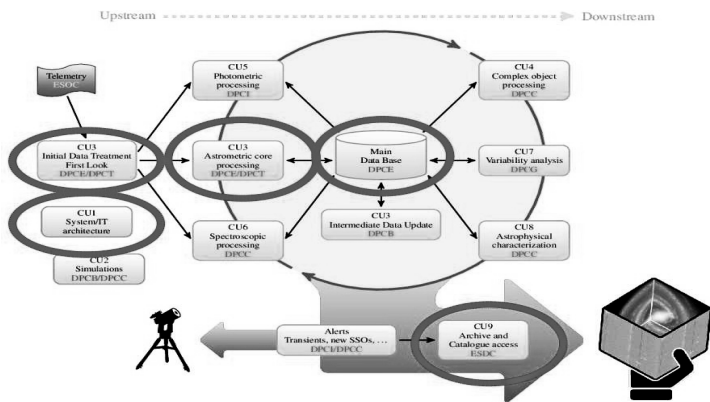 Upstream
Downstream
Telemetry
ESOC
CU5
Photometric
processing
DPCI
CU4
Complex object
processing
DPCC
CU3
Initial Data Treatment
First Look
DPCE/DPCT
CU3
Astrometric core
processing
DPCE/DPCT
Main
Data Base
DPCE
CU7
Variability analysis
DPCG
CU1
System/IT
architecture
CU6
Spectroscopic
processing
DPCC
CU3
Intermediate Data Update
DPCB
CU8
Astrophysical
characterization
DPCC
CU2
Simulations
DPCB/DPCC
Alerts
Transients, new SSOs, …
DPCI/DPCC
CU9
Archive and
Catalogue access
ESDC